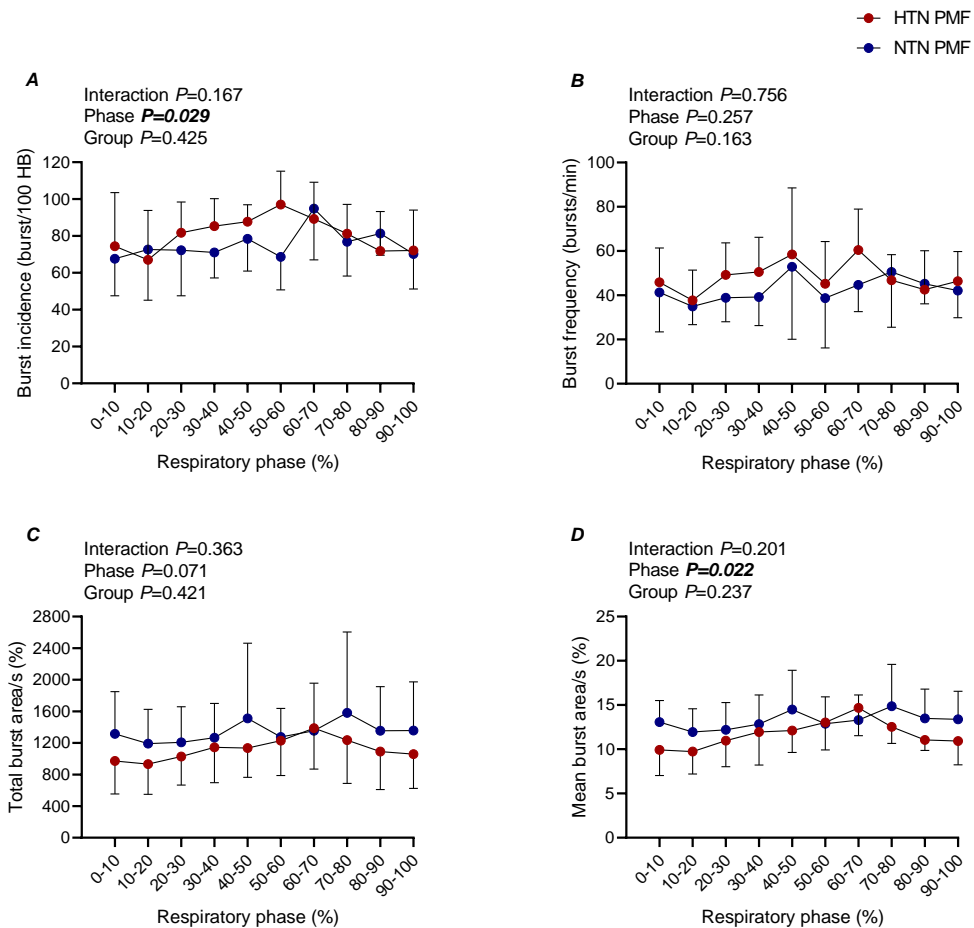 HTN PMF
NTN PMF
A
Interaction P=0.167
Phase P=0.029
Group P=0.425
Burst incidence (burst/100 HB)
120
100
80
60
40
20
0
0-10
10-20
20-30
30-40
40-50
50-60
60-70
70-80
80-90
90-100
Respiratory phase (%)
B
Interaction P=0.756
Phase P=0.257
Group P=0.163
Burst frequency (bursts/min)
100
80
60
40
20
0
0-10
10-20
20-30
30-40
40-50
50-60
60-70
70-80
80-90
90-100
Respiratory phase (%)
C
Interaction P=0.363
Phase P=0.071
Group P=0.421
Total burst area/s (%)
2800
2400
2000
1600
1200
800
400
0
0-10
10-20
20-30
30-40
40-50
50-60
60-70
70-80
80-90
90-100
Respiratory phase (%)
D
Interaction P=0.201
Phase P=0.022
Group P=0.237
Mean burst area/s (%)
25
20
15
10
5
0
0-10
10-20
20-30
30-40
40-50
50-60
60-70
70-80
80-90
90-100
Respiratory phase (%)